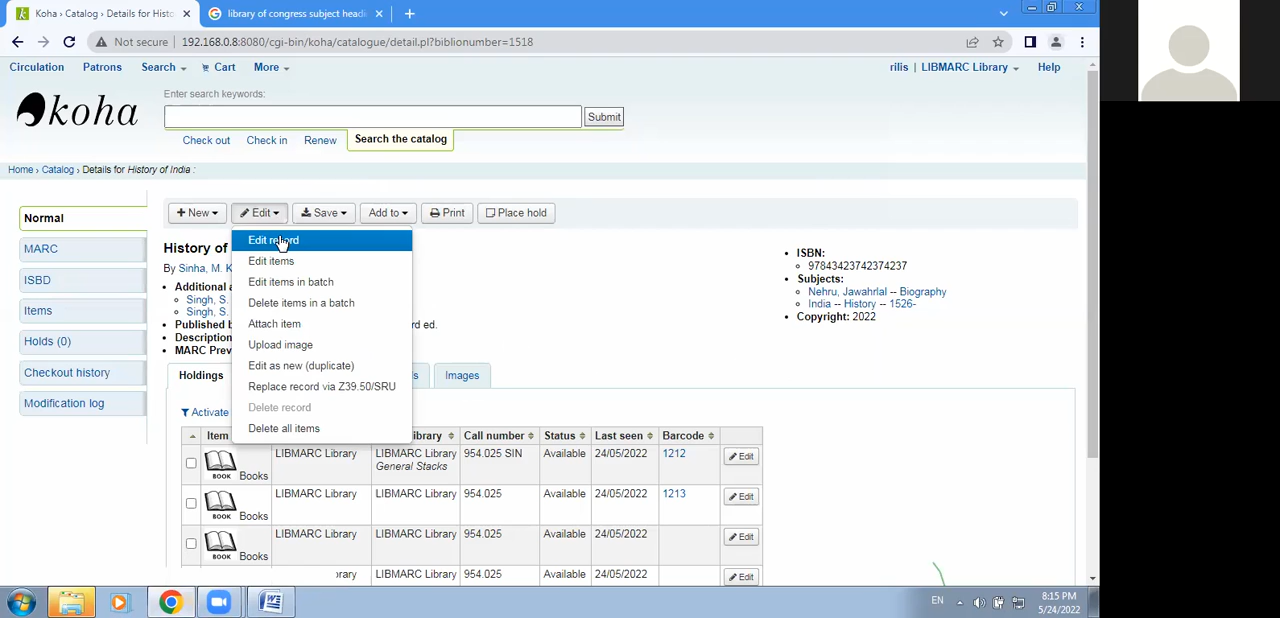 Koha › Catalog › Details for Histo
library of congress subject headi
Not secure | 192.168.0.8:8080/cgi-bin/koha/catalogue/detail.pl?biblionumber=1518
Circulation Patrons Search Cart More
rilis | LIBMARC Library Help
Enter search keywords:
koha
Submit
Check out Check in Renew Search the catalog
Home › Catalog › Details for History of India :
Normal
MARC
ISBD
Items
Holds (0)
Checkout history
Modification log
+ New Edit Save Add to Print Place hold
Edit record
Edit items
Edit items in batch
Delete items in a batch
Attach item
Upload image
Edit as new (duplicate)
Replace record via Z39.50/SRU
Delete record
Delete all items
History of
By Sinha, M. K
Additional a
Singh, S.
Singh, S.
Published b
rd ed.
Description
MARC Prev
ISBN:
97843423742374237
Subjects:
Nehru, Jawahrlal -- Biography
India -- History -- 1526-
Copyright: 2022
Holdings
s
Images
Activate
Item
ibrary Call number Status Last seen Barcode
BOOK Books LIBMARC Library LIBMARC Library General Stacks 954.025 SIN Available 24/05/2022 1212 Edit
BOOK Books LIBMARC Library LIBMARC Library 954.025 Available 24/05/2022 1213 Edit
BOOK Books LIBMARC Library LIBMARC Library 954.025 Available 24/05/2022 Edit
brary LIBMARC Library 954.025 Available 24/05/2022 Edit
EN
8:15 PM
5/24/2022